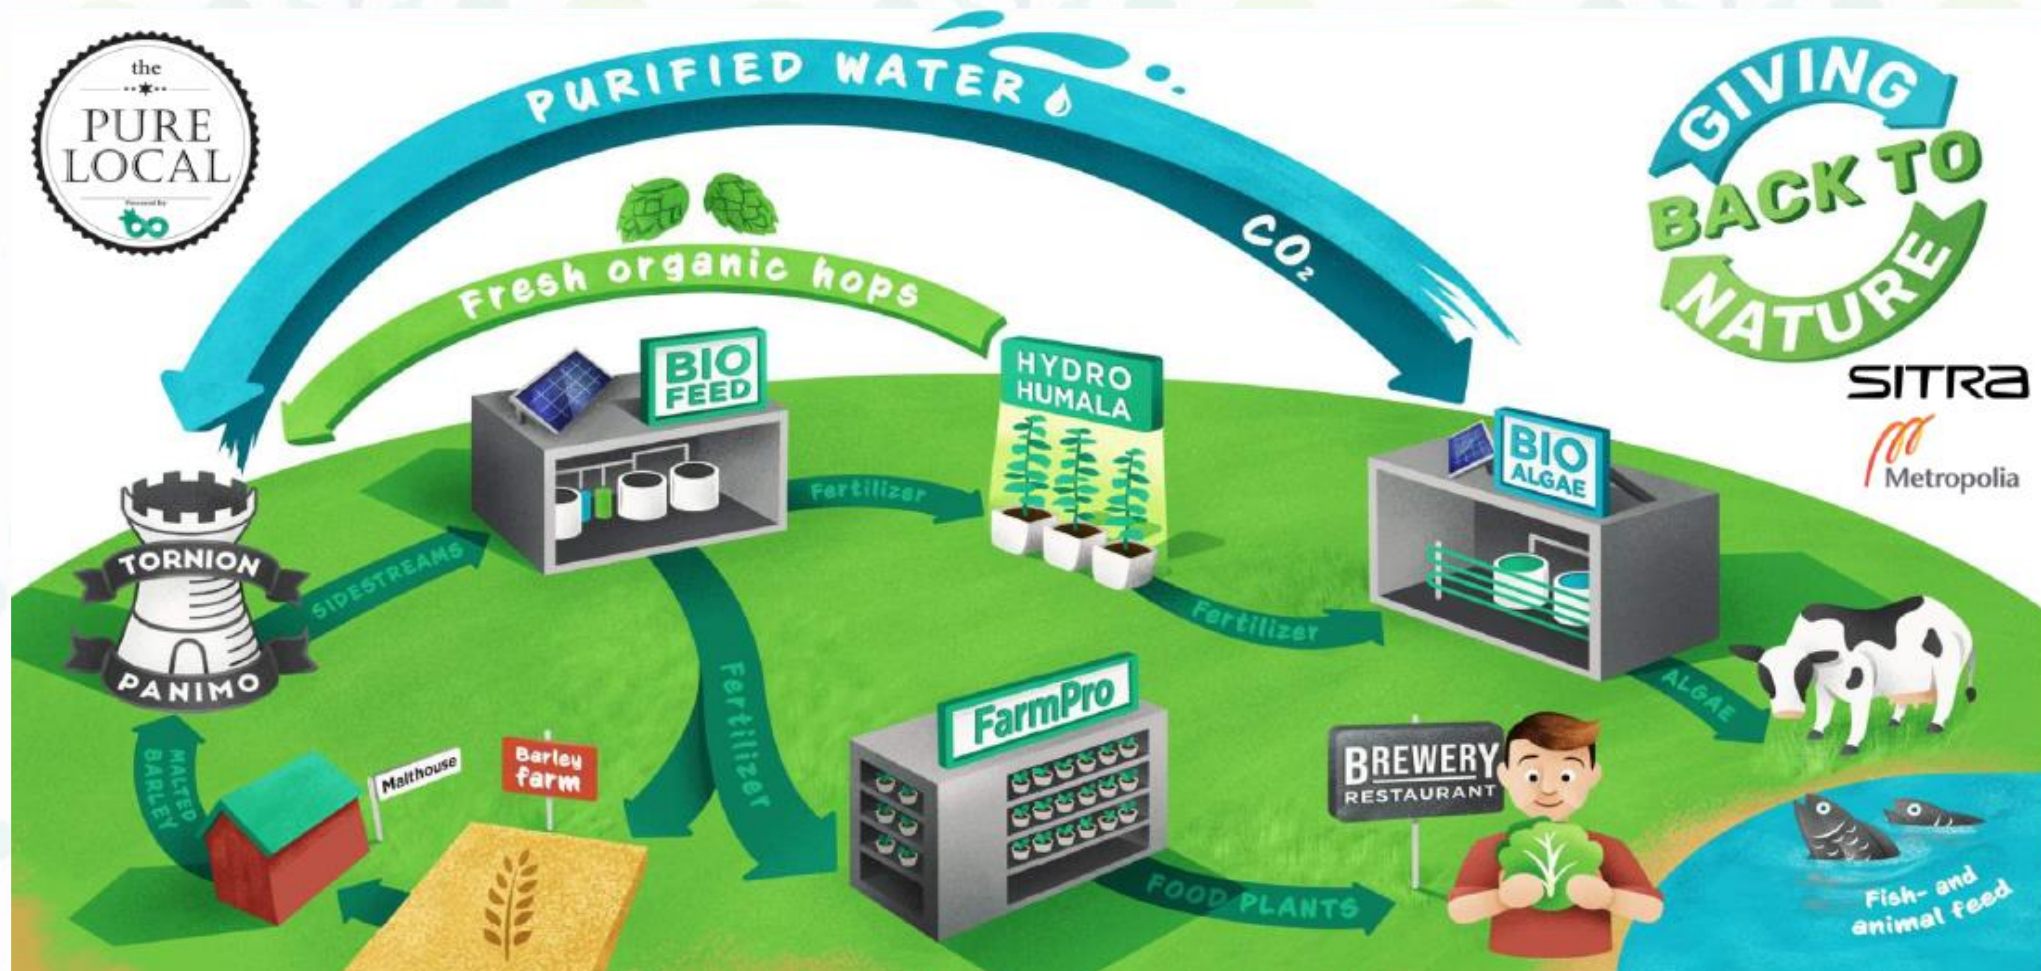 the
PURE
LOCAL
Powered by
PURIFIED WATER
CO₂
Fresh organic hops
GIVING
BACK TO
NATURE
SITRA
Metropolia
BIO
FEED
HYDRO
HUMALA
BIO
ALGAE
Fertilizer
TORNION
PANIMO
SIDESTREAMS
Fertilizer
ALGAE
Fertilizer
FarmPro
MALTED
BARLEY
Malthouse
Barley
farm
BREWERY
RESTAURANT
FOOD PLANTS
Fish- and
animal feed